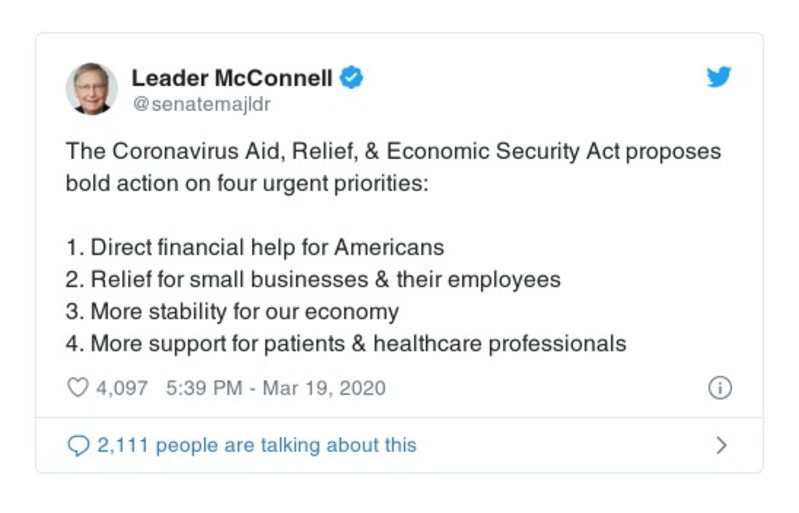 Leader McConnell
@senatemajldr
The Coronavirus Aid, Relief, & Economic Security Act proposes
bold action on four urgent priorities:
1. Direct financial help for Americans
2. Relief for small businesses & their employees
3. More stability for our economy
4. More support for patients & healthcare professionals
4,097 5:39 PM - Mar 19, 2020
2,111 people are talking about this